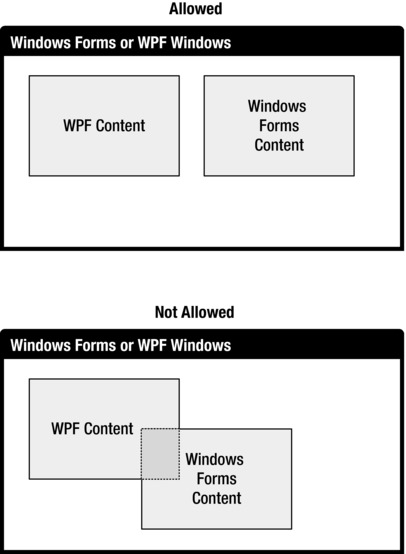 Allowed
Windows Forms or WPF Windows
WPF Content
Windows
Forms
Content
Not Allowed
Windows Forms or WPF Windows
WPF Content
Windows
Forms
Content